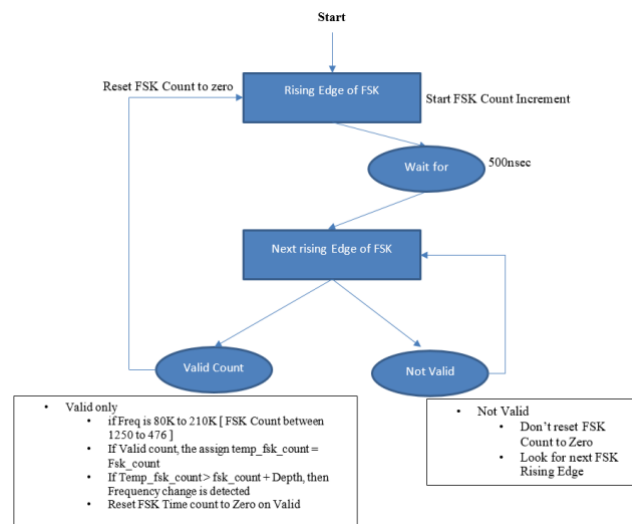 Start
Reset FSK Count to zero
Rising Edge of FSK
Start FSK Count Increment
Wait for
500nsec
Next rising Edge of FSK
Valid Count
Not Valid
• Valid only
• if Freq is 80K to 210K [ FSK Count between
1250 to 476 ]
• If Valid count, the assign temp_fsk_count =
Fsk_count
• If Temp_fsk_count> fsk_count + Depth, then
Frequency change is detected
• Reset FSK Time count to Zero on Valid
• Not Valid
• Don't reset FSK
Count to Zero
• Look for next FSK
Rising Edge